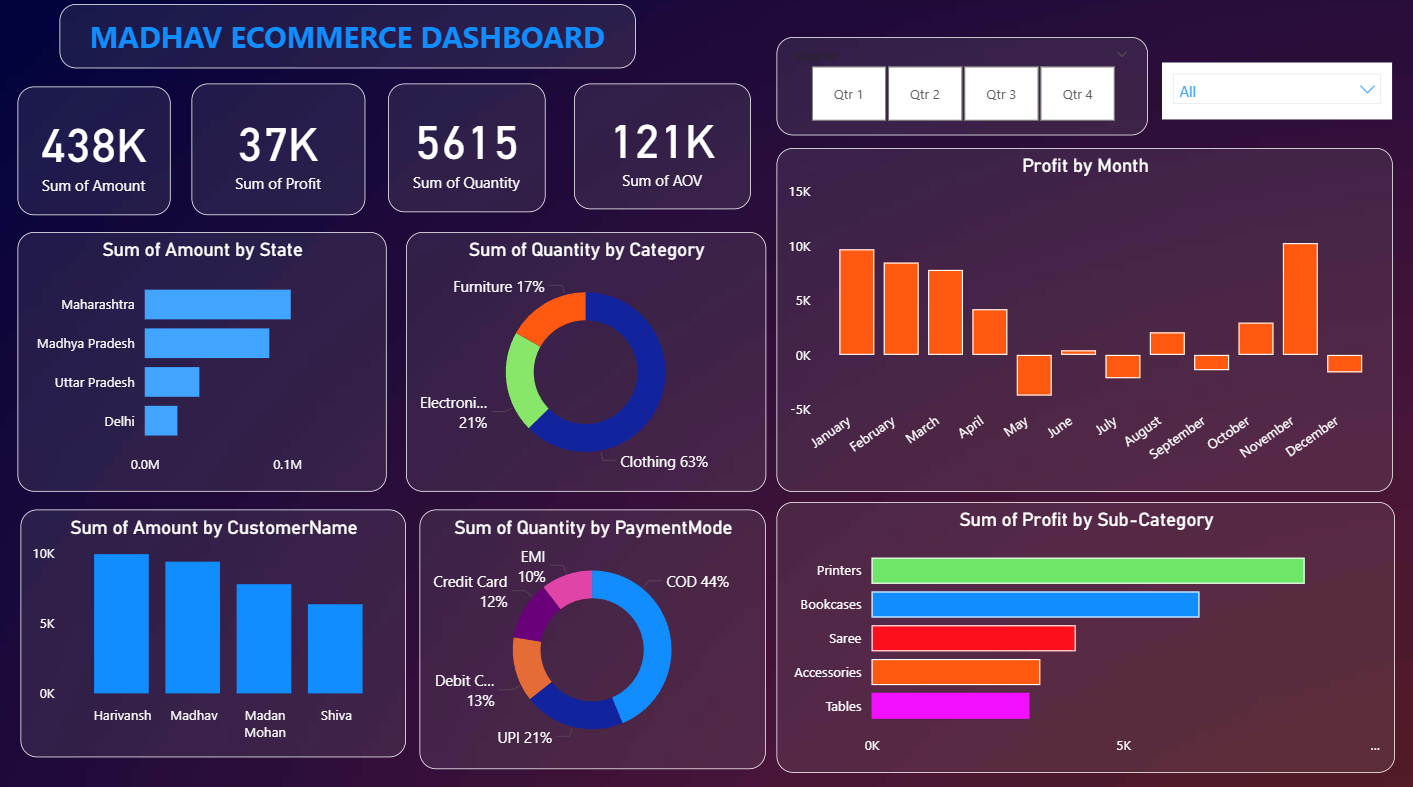 MADHAV ECOMMERCE DASHBOARD
Qtr 1
Qtr 2
Qtr 3
Qtr 4
All
438K
Sum of Amount
37K
Sum of Profit
5615
Sum of Quantity
121K
Sum of AOV
Profit by Month
15K
10K
5K
0K
-5K
January
February
March
April
May
June
July
August
September
October
November
December
Sum of Amount by State
Maharashtra
Madhya Pradesh
Uttar Pradesh
Delhi
0.0M
0.1M
Sum of Quantity by Category
Furniture 17%
Electroni...
21%
Clothing 63%
Sum of Amount by CustomerName
10K
5K
0K
Harivansh
Madhav
Madan
Mohan
Shiva
Sum of Quantity by PaymentMode
EMI
10%
Credit Card
12%
COD 44%
Debit C...
13%
UPI 21%
Sum of Profit by Sub-Category
Printers
Bookcases
Saree
Accessories
Tables
0K
5K
...